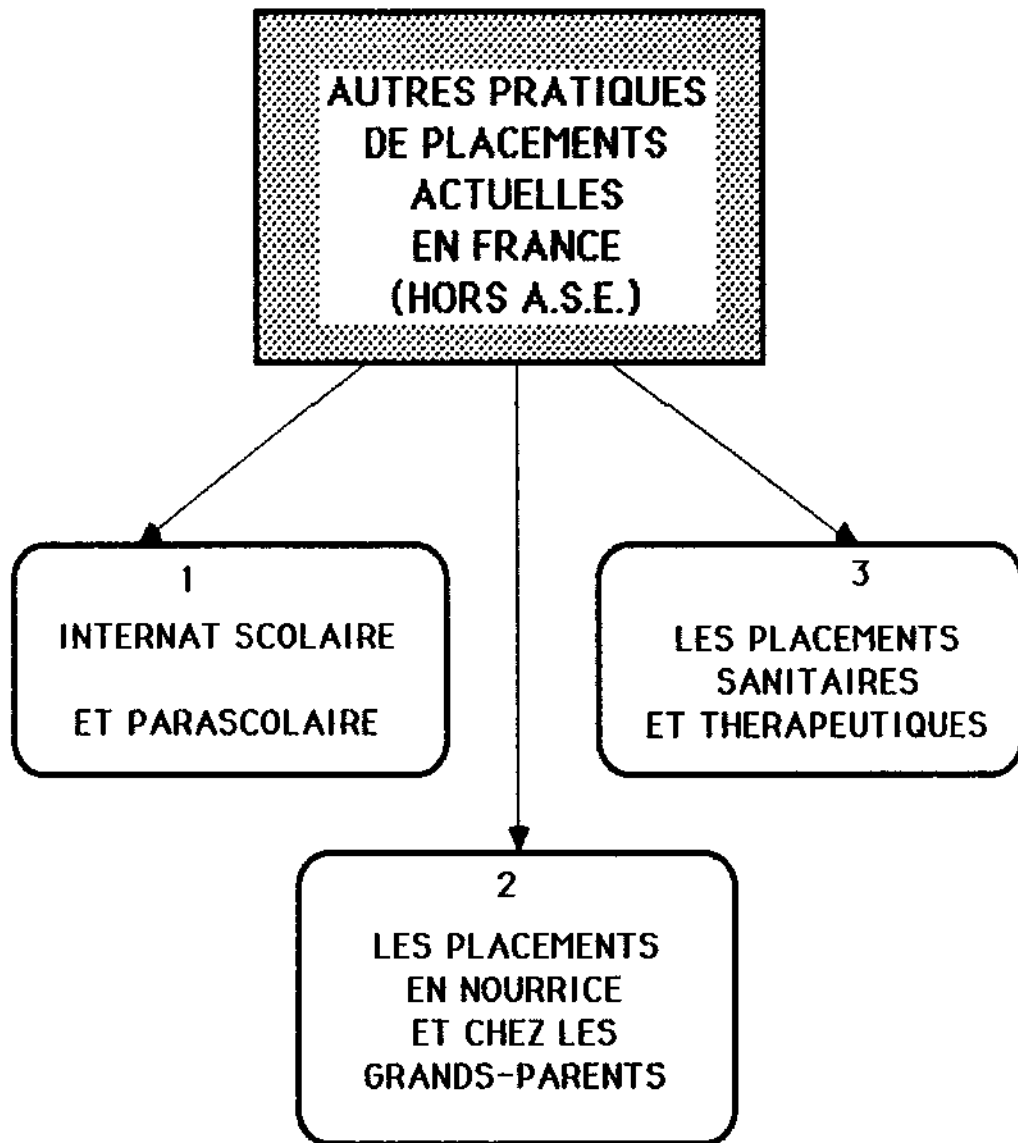 AUTRES PRATIQUES
DE PLACEMENTS
ACTUELLES
EN FRANCE
(HORS A.S.E.)
1
INTERNAT SCOLAIRE
ET PARASCOLAIRE
3
LES PLACEMENTS
SANITAIRES
ET THERAPEUTIQUES
2
LES PLACEMENTS
EN NOURRICE
ET CHEZ LES
GRANDS-PARENTS